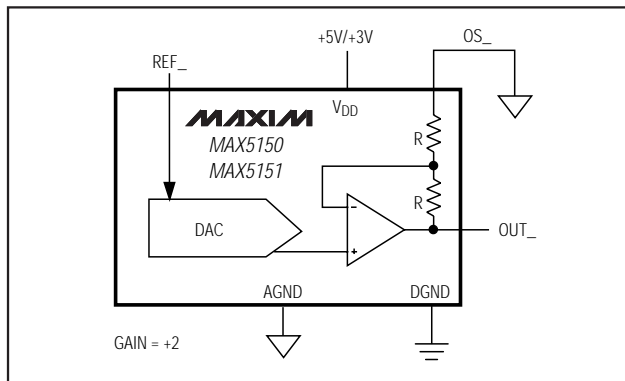 +5V/+3V
OS_
REF_
VDD
MAXIM
MAX5150
MAX5151
R
R
DAC
-
+
OUT_
AGND
DGND
GAIN = +2